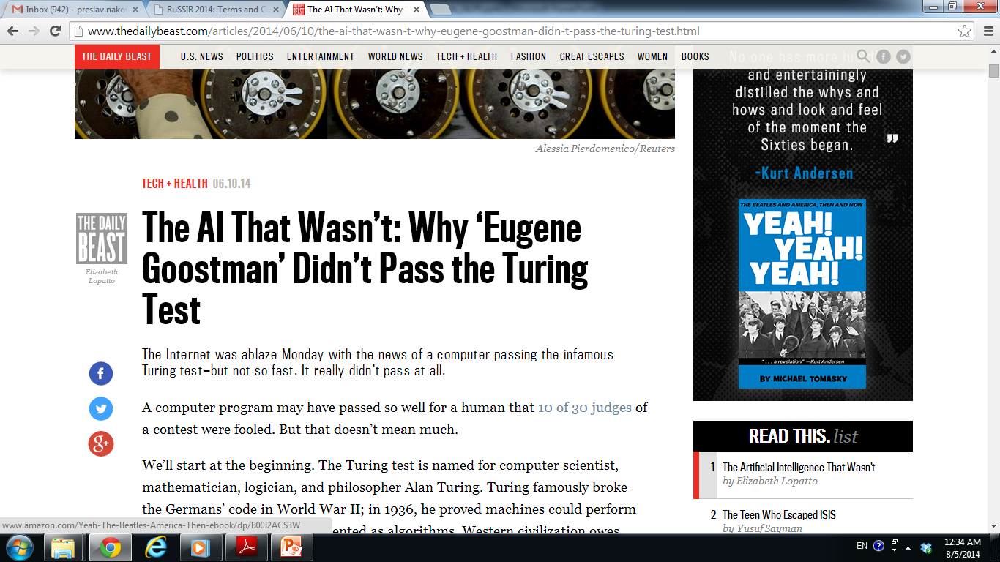 Inbox (942) - preslav.nako
RuSSIR 2014: Terms and C
The AI That Wasn't: Why '
www.thedailybeast.com/articles/2014/06/10/the-ai-that-wasn-t-why-eugene-goostman-didn-t-pass-the-turing-test.html
THE DAILY BEAST U.S. NEWS POLITICS ENTERTAINMENT WORLD NEWS TECH + HEALTH FASHION GREAT ESCAPES WOMEN BOOKS
Alessia Pierdomenico/Reuters
TECH + HEALTH 06.10.14
THE DAILY
BEAST
Elizabeth
Lopatto
The AI That Wasn't: Why 'Eugene
Goostman' Didn't Pass the Turing
Test
The Internet was ablaze Monday with the news of a computer passing the infamous
Turing test–but not so fast. It really didn't pass at all.
A computer program may have passed so well for a human that 10 of 30 judges of
a contest were fooled. But that doesn't mean much.
We'll start at the beginning. The Turing test is named for computer scientist,
mathematician, logician, and philosopher Alan Turing. Turing famously broke
the Germans' code in World War II; in 1936, he proved machines could perform
ented as algorithms. Western civilization owes
No one has more
and entertainingly
distilled the whys and
hows and look and feel
of the moment the
Sixties began. "
-Kurt Andersen
THE BEATLES AND AMERICA, THEN AND NOW
YEAH!
YEAH!
YEAH!
"...a revelation" —Kurt Andersen
BY MICHAEL TOMASKY
READ THIS. list
1 The Artificial Intelligence That Wasn't
by Elizabeth Lopatto
2 The Teen Who Escaped ISIS
by Yusuf Sayman
www.amazon.com/Yeah-The-Beatles-America-Then-ebook/dp/B00I2ACS3W
EN
12:34 AM
8/5/2014